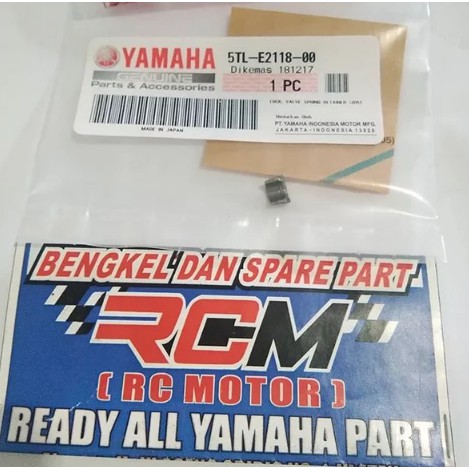 YAMAHA
GENUINE
Parts & Accessories
5TL-E2118-00
Dikemas 181217
1 PC
MADE IN JAPAN
PT.YAMAHA INDONESIA MOTOR MFG.
JAKARTA-INDONESIA 13920
BENGKEL DAN SPARE PART
RCM
( RC MOTOR )
READY ALL YAMAHA PART